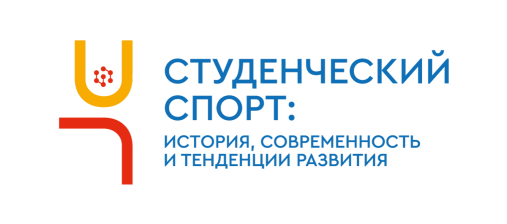 СТУДЕНЧЕСКИЙ
СПОРТ:
ИСТОРИЯ, СОВРЕМЕННОСТЬ
И ТЕНДЕНЦИИ РАЗВИТИЯ